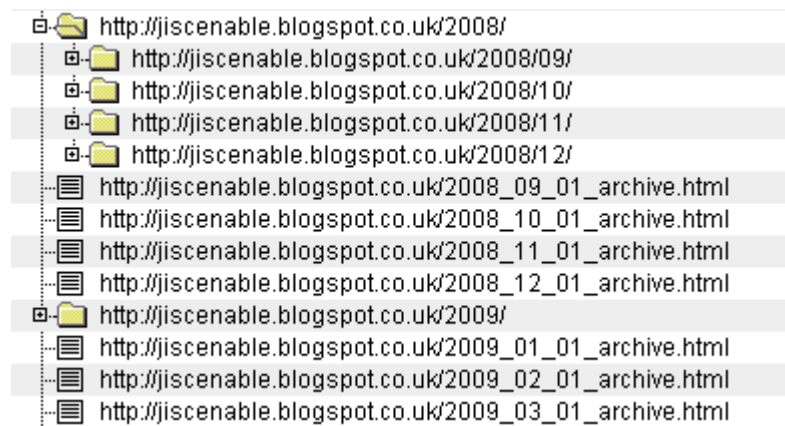 http://jiscenable.blogspot.co.uk/2008/
http://jiscenable.blogspot.co.uk/2008/09/
http://jiscenable.blogspot.co.uk/2008/10/
http://jiscenable.blogspot.co.uk/2008/11/
http://jiscenable.blogspot.co.uk/2008/12/
http://jiscenable.blogspot.co.uk/2008_09_01_archive.html
http://jiscenable.blogspot.co.uk/2008_10_01_archive.html
http://jiscenable.blogspot.co.uk/2008_11_01_archive.html
http://jiscenable.blogspot.co.uk/2008_12_01_archive.html
http://jiscenable.blogspot.co.uk/2009/
http://jiscenable.blogspot.co.uk/2009_01_01_archive.html
http://jiscenable.blogspot.co.uk/2009_02_01_archive.html
http://jiscenable.blogspot.co.uk/2009_03_01_archive.html